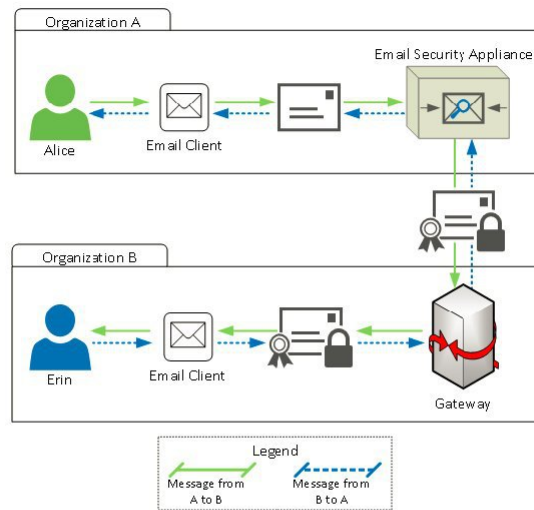 Organization A
Email Security Appliance
Alice
Email Client
Organization B
Erin
Email Client
Gateway
Legend
Message from
A to B
Message from
B to A